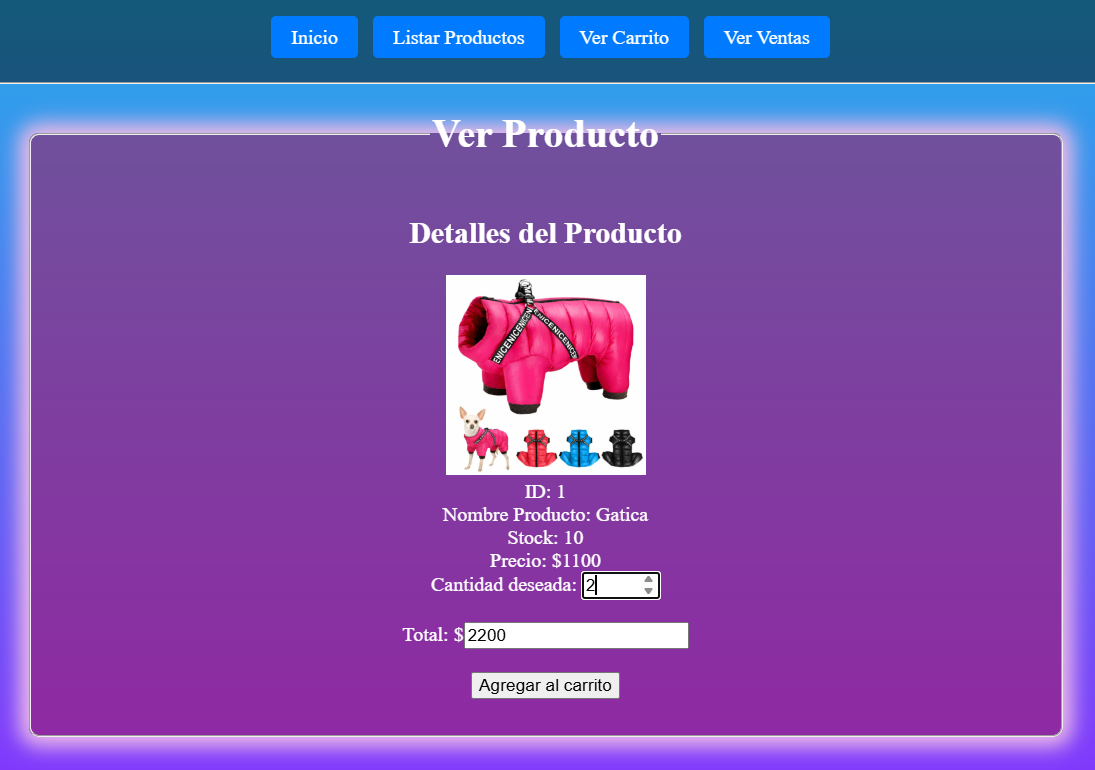 Inicio
Listar Productos
Ver Carrito
Ver Ventas
Ver Producto
Detalles del Producto
ENICENICENICENICE
ENICENICENICE
ID: 1
Nombre Producto: Gatica
Stock: 10
Precio: $1100
Cantidad deseada: 2
Total: $2200
Agregar al carrito